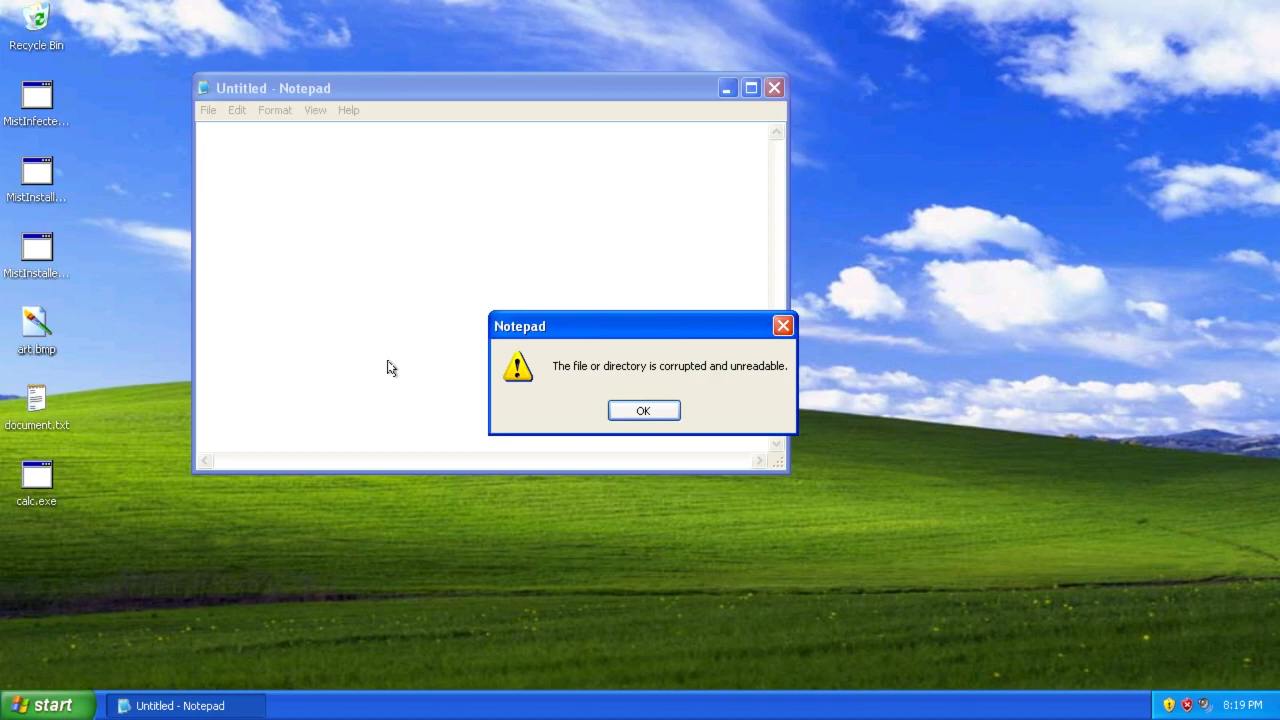 Recycle Bin
MistInfecte...
MistInstall...
MistInstalle...
art.bmp
document.txt
calc.exe
Untitled - Notepad
File Edit Format View Help
Notepad
The file or directory is corrupted and unreadable.
OK
start
Untitled - Notepad
8:19 PM